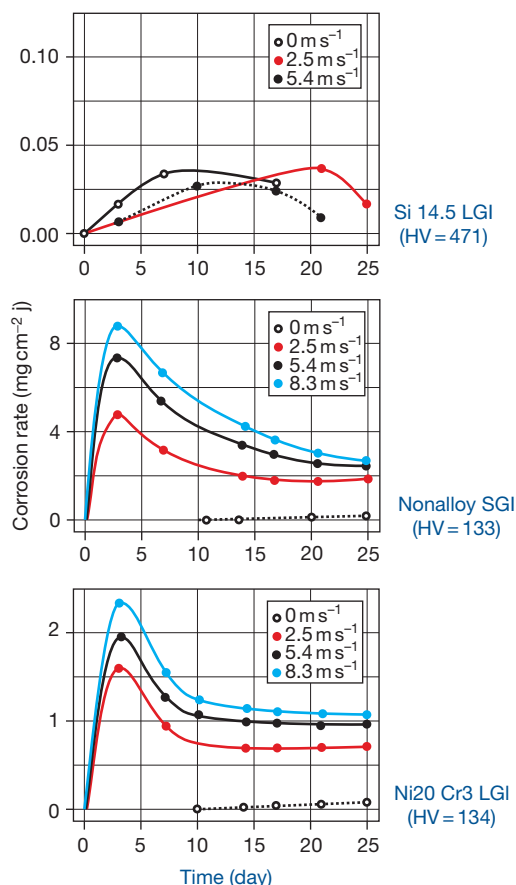 0.10
0.05
0.00
0 m s⁻¹
2.5 m s⁻¹
5.4 m s⁻¹
0 5 10 15 20 25
Si 14.5 LGI
(HV = 471)
Corrosion rate (mg cm⁻² j)
8
4
0
0 m s⁻¹
2.5 m s⁻¹
5.4 m s⁻¹
8.3 m s⁻¹
0 5 10 15 20 25
Nonalloy SGI
(HV = 133)
2
1
0
0 m s⁻¹
2.5 m s⁻¹
5.4 m s⁻¹
8.3 m s⁻¹
0 5 10 15 20 25
Ni20 Cr3 LGI
(HV = 134)
Time (day)